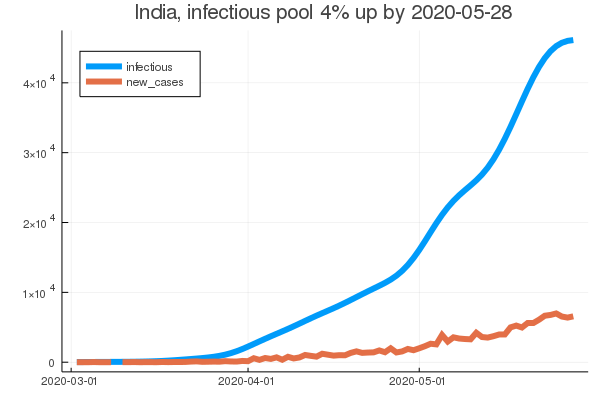 India, infectious pool 4% up by 2020-05-28
infectious
new_cases
4×10⁴
3×10⁴
2×10⁴
1×10⁴
0
2020-03-01 2020-04-01 2020-05-01